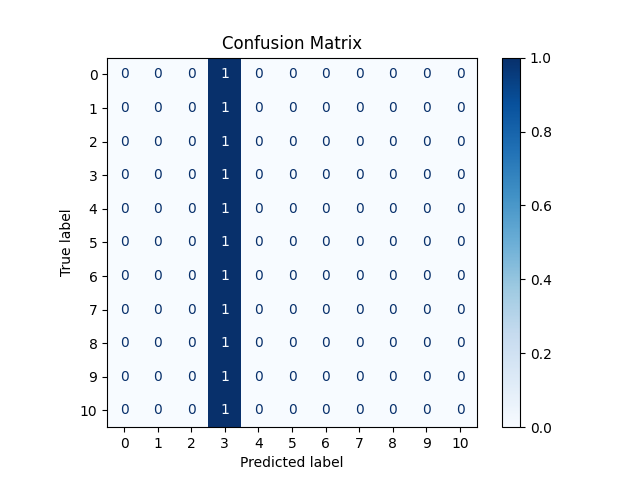 Confusion Matrix
0 0 0 0 1 0 0 0 0 0 0 0
1 0 0 0 1 0 0 0 0 0 0 0
2 0 0 0 1 0 0 0 0 0 0 0
3 0 0 0 1 0 0 0 0 0 0 0
4 0 0 0 1 0 0 0 0 0 0 0
5 0 0 0 1 0 0 0 0 0 0 0
6 0 0 0 1 0 0 0 0 0 0 0
7 0 0 0 1 0 0 0 0 0 0 0
8 0 0 0 1 0 0 0 0 0 0 0
9 0 0 0 1 0 0 0 0 0 0 0
10 0 0 0 1 0 0 0 0 0 0 0
0 1 2 3 4 5 6 7 8 9 10
Predicted label
True label
1.0
0.8
0.6
0.4
0.2
0.0